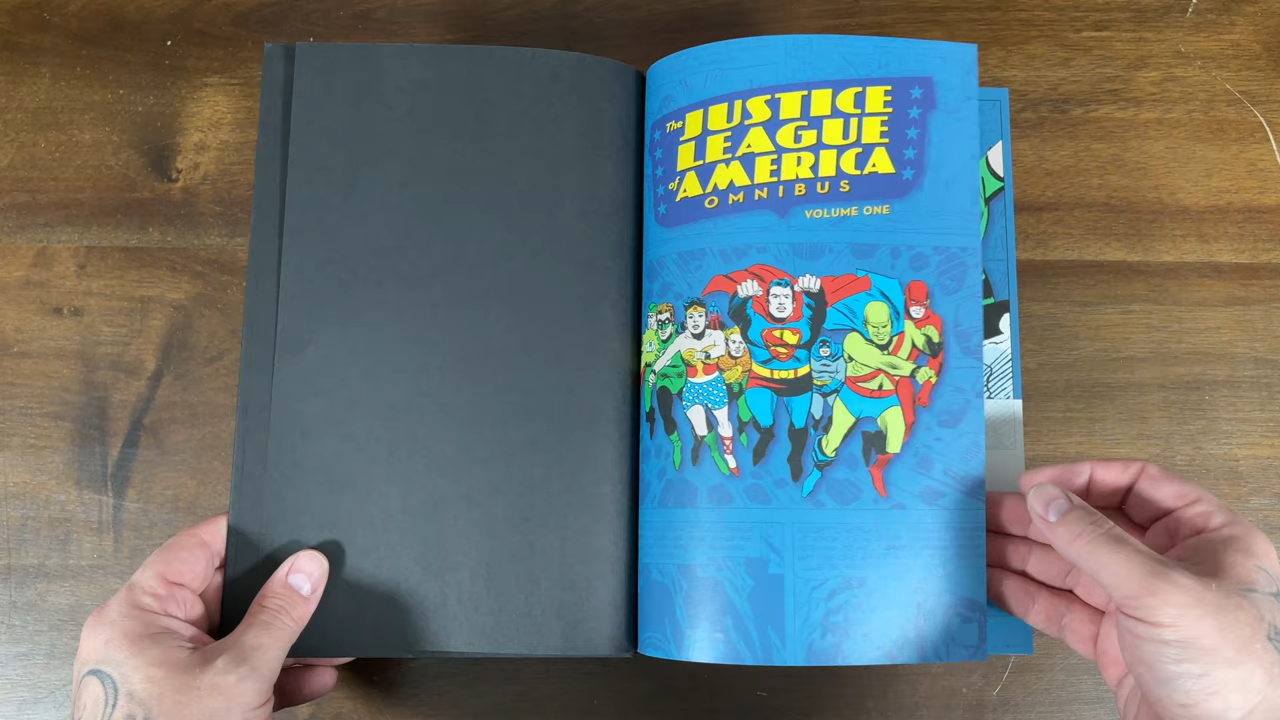 The JUSTICE
LEAGUE
of AMERICA
OMNIBUS
VOLUME ONE